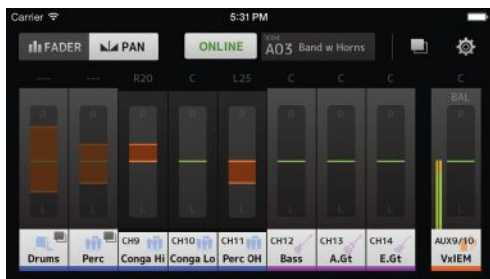 Carrier 5:31 PM
FADER PAN ONLINE SCENE A03 Band w Horns
--- --- R20 C L25 C C C C
BAL
R R R R R R R R R
L L L L L L L L L
CH9 CH10 CH11 CH12 CH13 CH14 AUX9/10
Drums Perc Conga Hi Conga Lo Perc OH Bass A.Gt E.Gt VxIEM